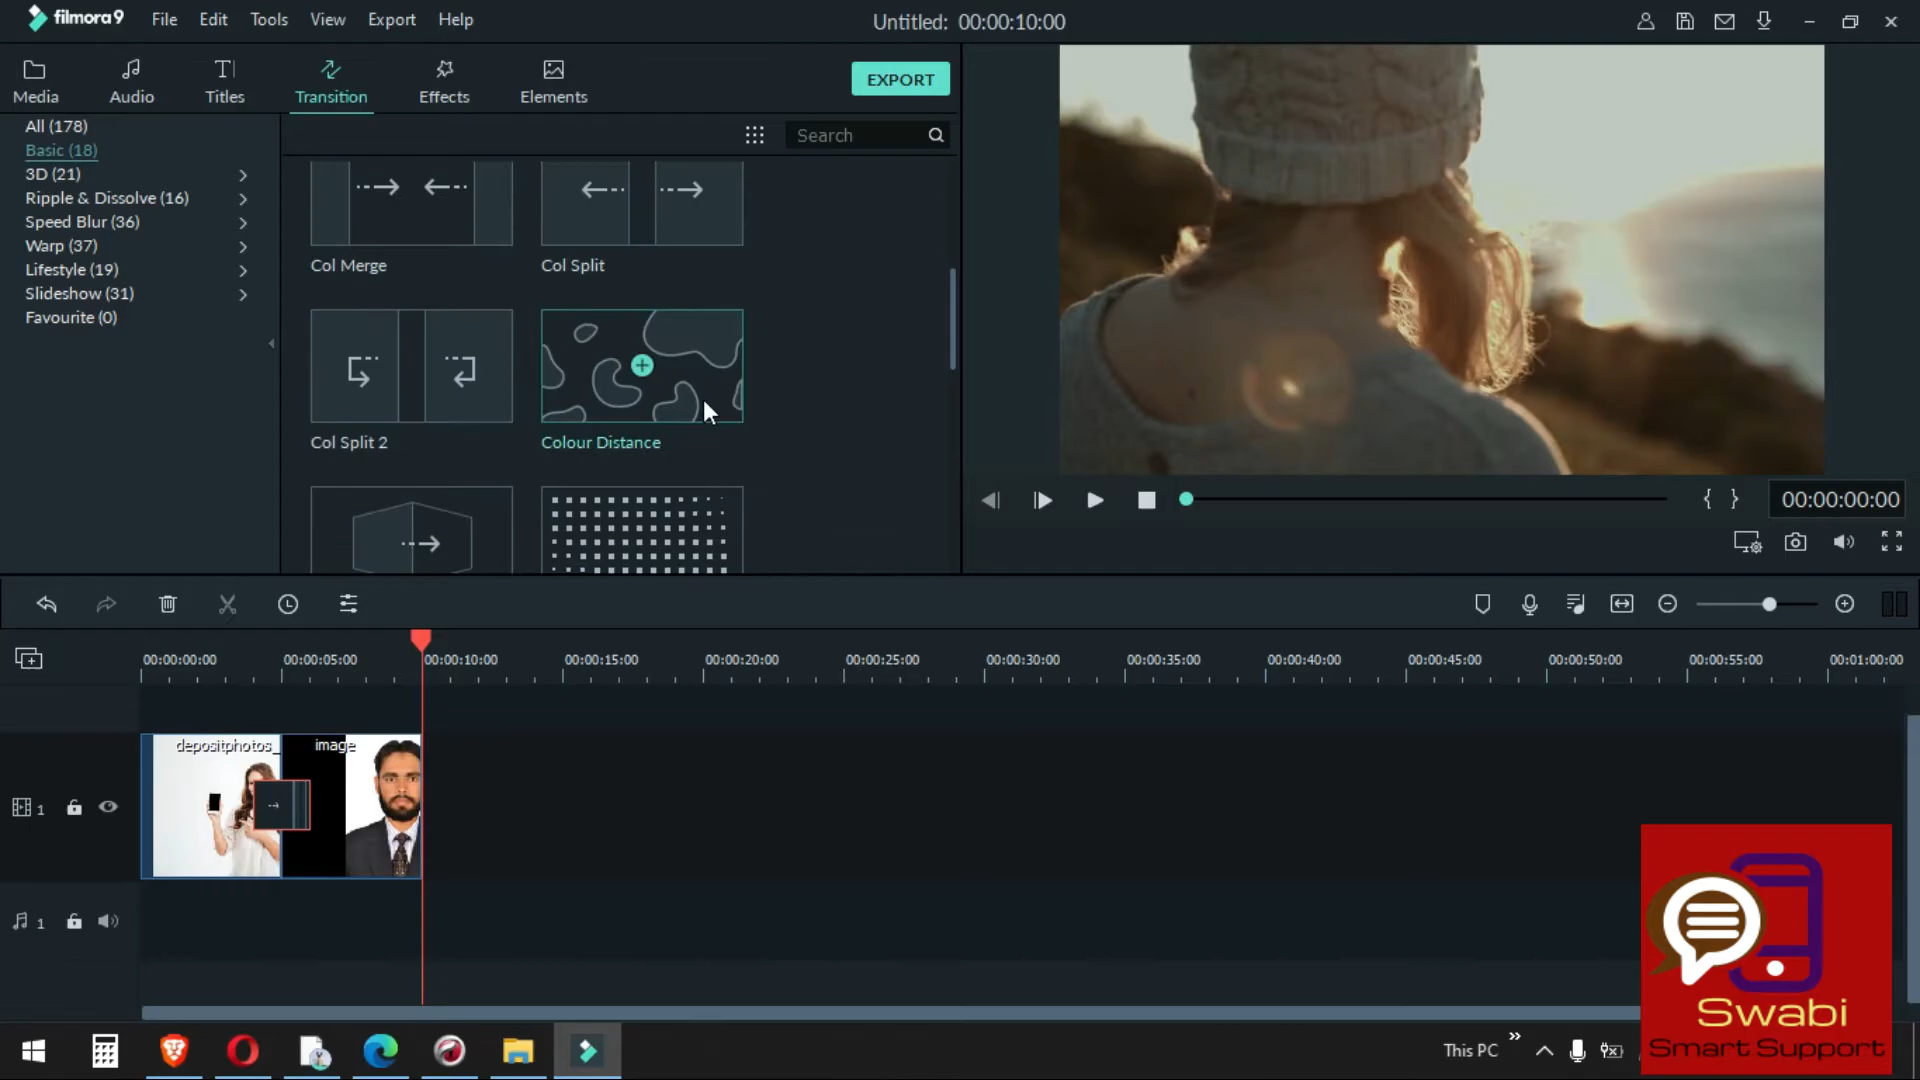 filmora9 File Edit Tools View Export Help Untitled: 00:00:10:00
Media Audio Titles Transition Effects Elements EXPORT
All (178)
Basic (18)
3D (21)
Ripple & Dissolve (16)
Speed Blur (36)
Warp (37)
Lifestyle (19)
Slideshow (31)
Favourite (0)
Search
Col Merge Col Split
Col Split 2 Colour Distance
00:00:00:00
00:00:00:00 00:00:05:00 00:00:10:00 00:00:15:00 00:00:20:00 00:00:25:00 00:00:30:00 00:00:35:00 00:00:40:00 00:00:45:00 00:00:50:00 00:00:55:00 00:01:00:00
depositphotos_ image
1
1
This PC
Swabi
Smart Support